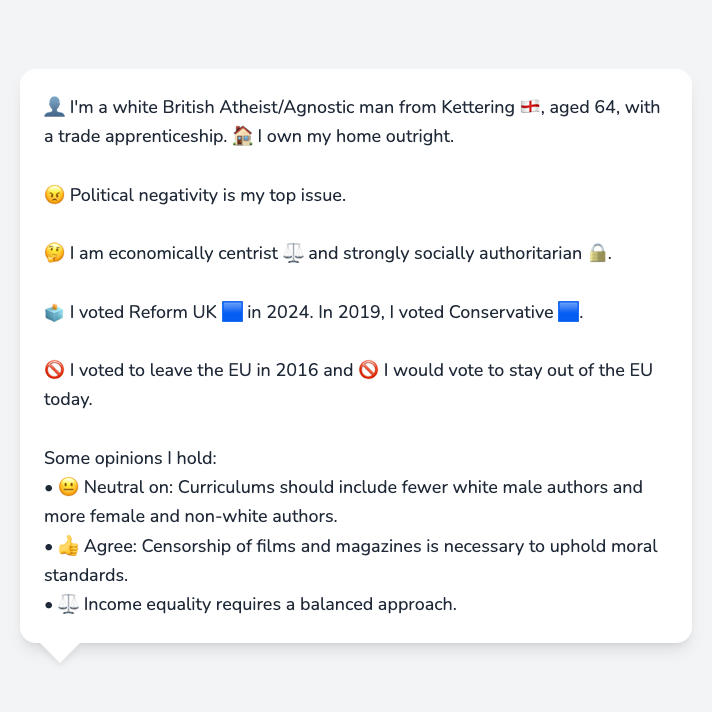 👤 I'm a white British Atheist/Agnostic man from Kettering 🏴󠁧󠁢󠁥󠁮󠁧󠁿, aged 64, with
a trade apprenticeship. 🏠 I own my home outright.
😠 Political negativity is my top issue.
🤔 I am economically centrist ⚖️ and strongly socially authoritarian 🔒.
🗳️ I voted Reform UK 🟦 in 2024. In 2019, I voted Conservative 🟦.
🚫 I voted to leave the EU in 2016 and 🚫 I would vote to stay out of the EU
today.
Some opinions I hold:
• 😐 Neutral on: Curriculums should include fewer white male authors and
more female and non-white authors.
• 👍 Agree: Censorship of films and magazines is necessary to uphold moral
standards.
• ⚖️ Income equality requires a balanced approach.